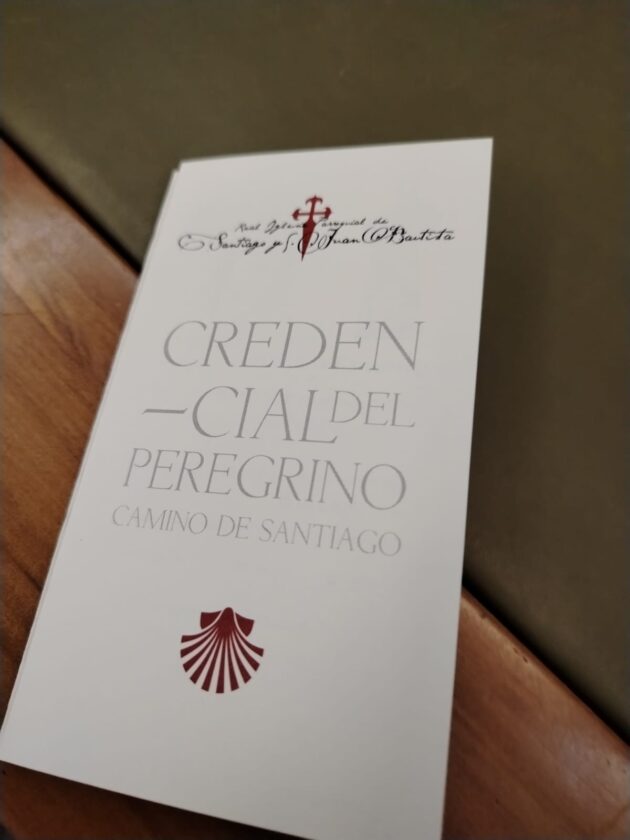 Real Iglesia Parroquial de
Santiago y S. Juan Bautista
CREDEN
—CIAL DEL
PEREGRINO
CAMINO DE SANTIAGO